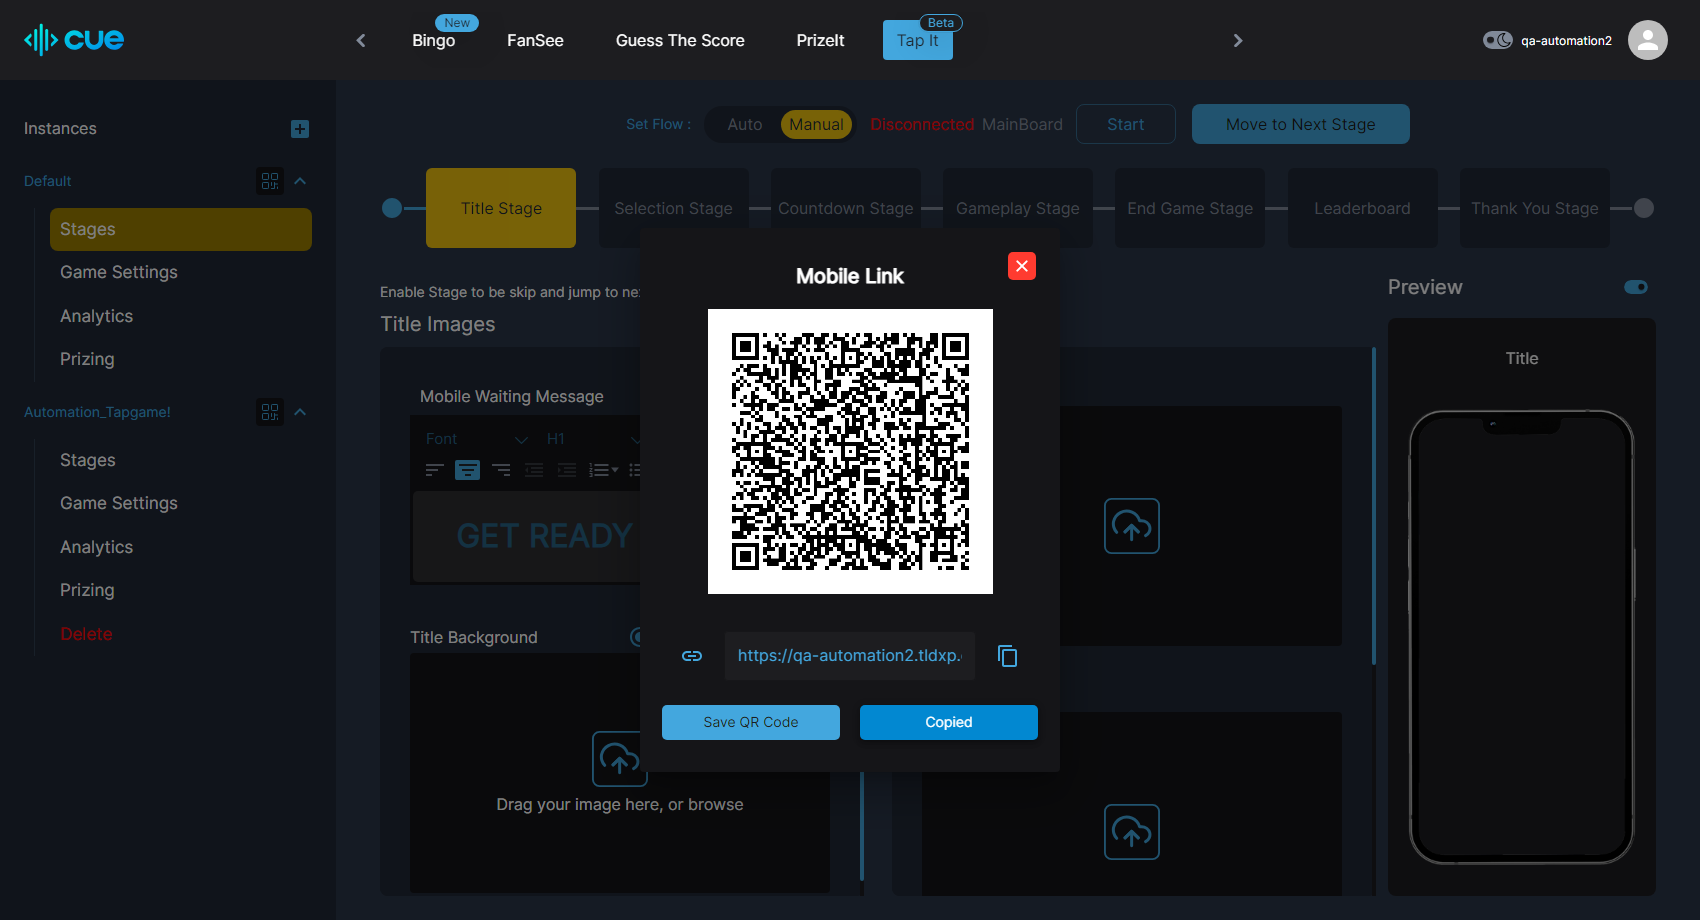 cue
Bingo
New
FanSee
Guess The Score
PrizeIt
Tap It
Beta
qa-automation2
Instances
Default
Stages
Game Settings
Analytics
Prizing
Automation_Tapgame!
Stages
Game Settings
Analytics
Prizing
Delete
Set Flow :
Auto
Manual
Disconnected MainBoard
Start
Move to Next Stage
Title Stage
Selection Stage
Countdown Stage
Gameplay Stage
End Game Stage
Leaderboard
Thank You Stage
Enable Stage to be skip and jump to ne
Title Images
Mobile Waiting Message
Font
H1
GET READY
Title Background
Drag your image here, or browse
Mobile Link
https://qa-automation2.tldxp.
Save QR Code
Copied
Preview
Title